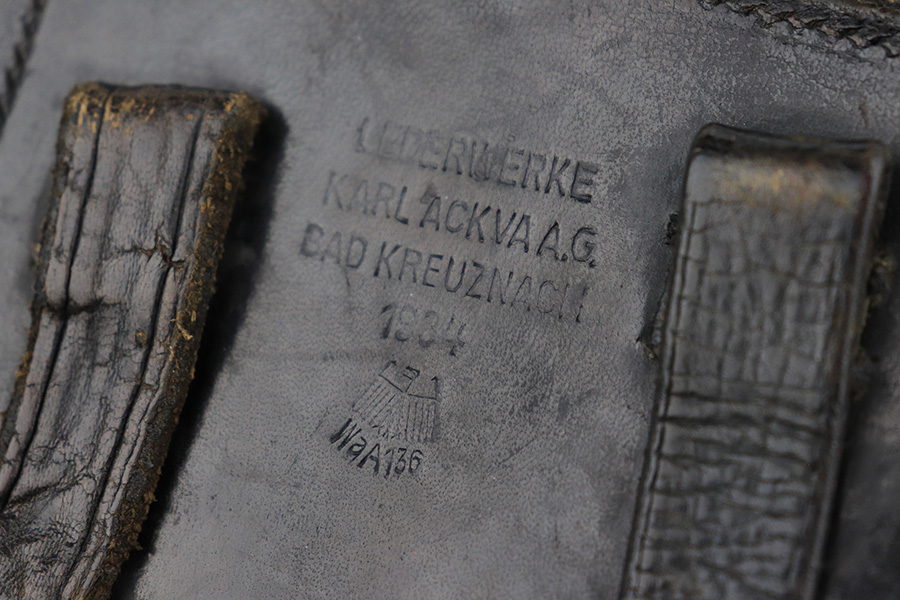 LEDERWERKE
KARL ACKVA A.G.
BAD KREUZNACH
1934
WaA136